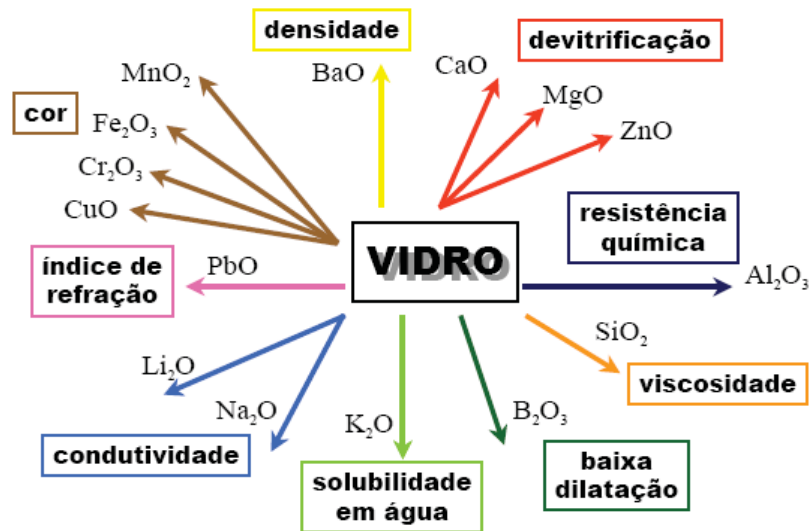 densidade
BaO
devitrificação
CaO
MgO
ZnO
MnO₂
cor
Fe₂O₃
Cr₂O₃
CuO
resistência
química
Al₂O₃
VIDRO
índice de
refração
PbO
SiO₂
viscosidade
Li₂O
Na₂O
condutividade
K₂O
solubilidade
em água
B₂O₃
baixa
dilatação